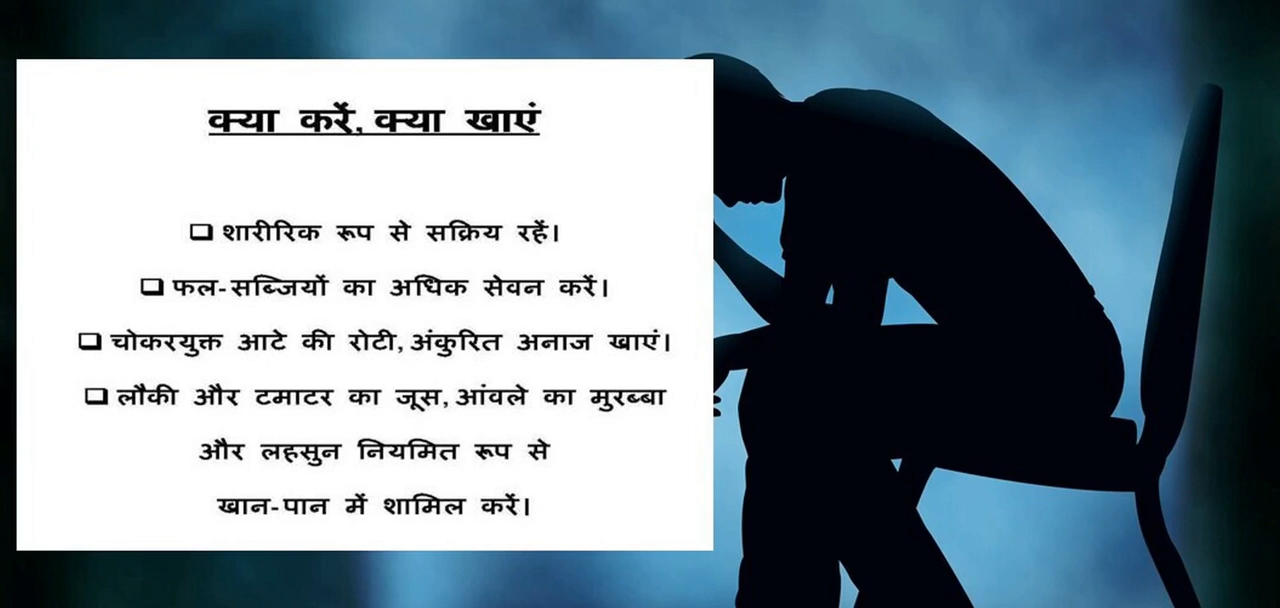 क्या करें, क्या खाएं
❑ शारीरिक रूप से सक्रिय रहें।
❑ फल-सब्जियों का अधिक सेवन करें।
❑ चोकरयुक्त आटे की रोटी, अंकुरित अनाज खाएं।
❑ लौकी और टमाटर का जूस, आंवले का मुरब्बा
और लहसुन नियमित रूप से
खान-पान में शामिल करें।